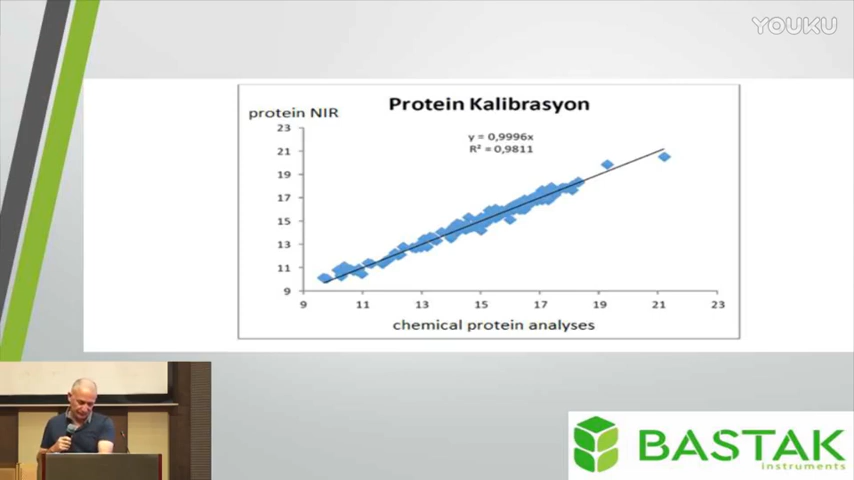 YOUKU
Protein Kalibrasyon
protein NIR
y = 0,9996x
R² = 0,9811
23
21
19
17
15
13
11
9
9 11 13 15 17 19 21 23
chemical protein analyses
BASTAK
instruments